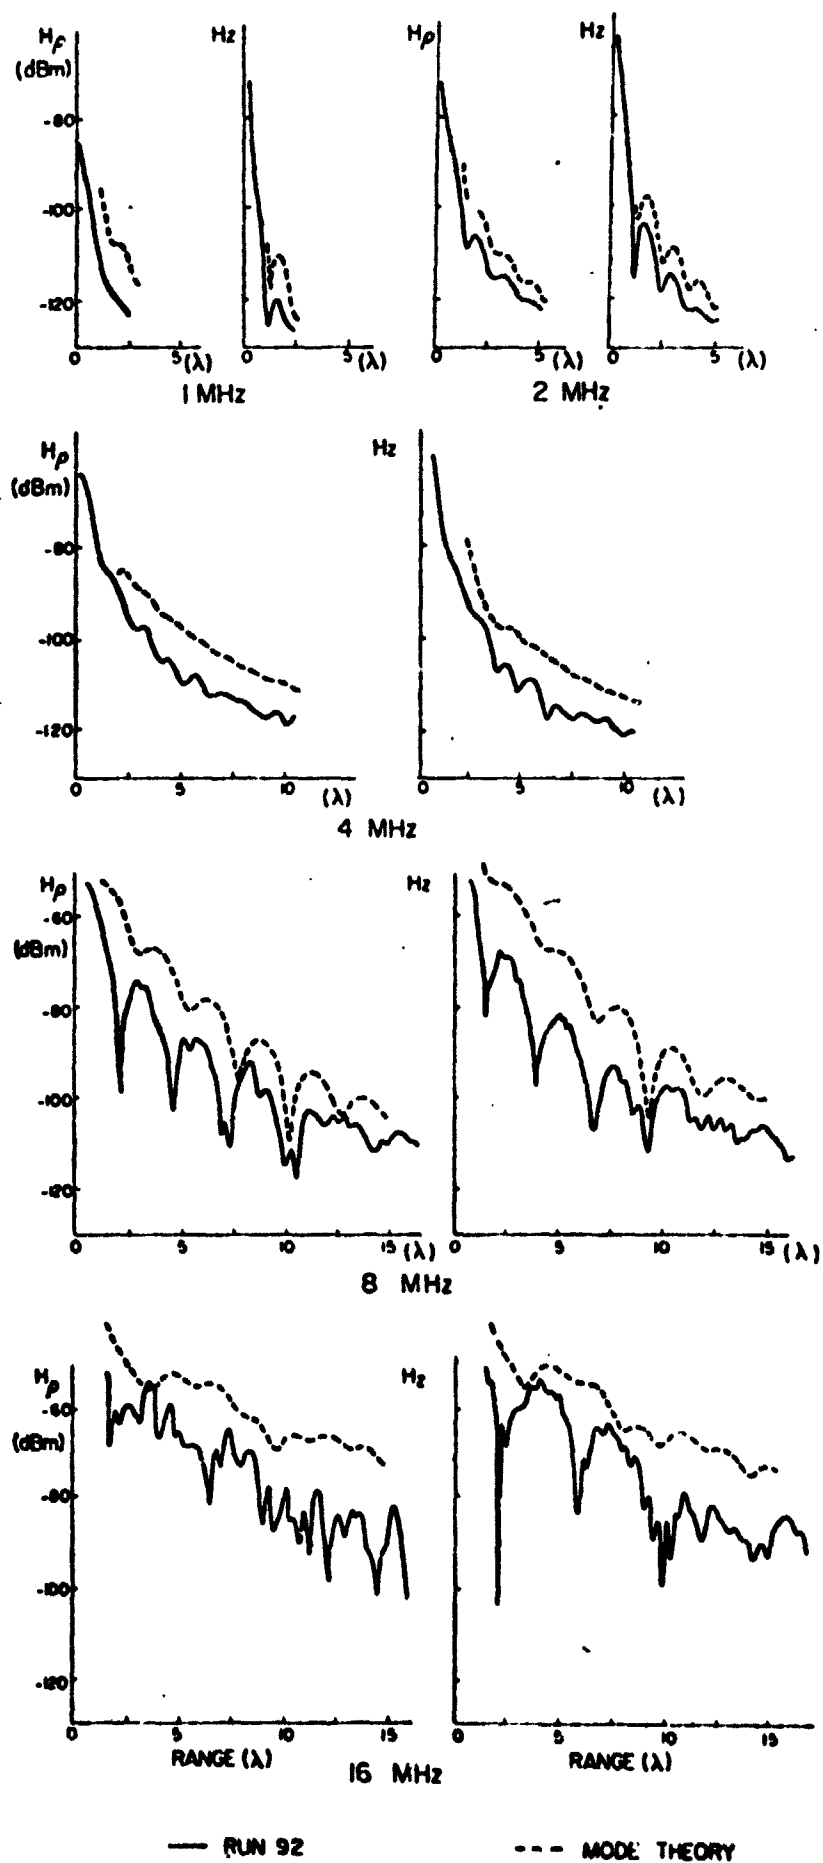 Hρ Hz Hρ Hz
(dBm)
-80
-100
-120
0 5 (λ) 0 5 (λ) 0 5 (λ) 0 5 (λ)
1 MHz 2 MHz
Hρ Hz
(dBm)
-80
-100
-120
0 5 10 (λ) 0 5 10 (λ)
4 MHz
Hρ Hz
-60
(dBm)
-80
-100
-120
0 5 10 15 (λ) 0 5 10 15 (λ)
8 MHz
Hρ Hz
-60
(dBm)
-80
-100
-120
0 5 10 15 0 5 10 15
RANGE (λ) RANGE (λ)
16 MHz
RUN 92 MODE THEORY